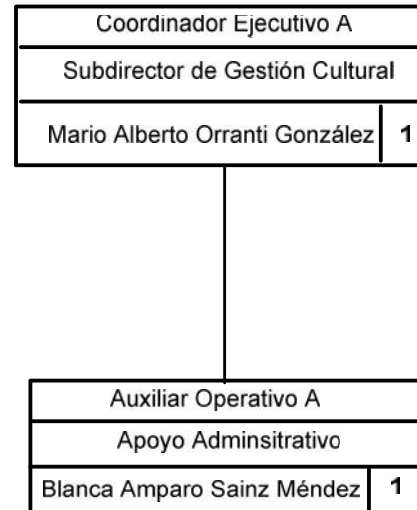 Coordinador Ejecutivo A
Subdirector de Gestión Cultural
Mario Alberto Orranti González 1
Auxiliar Operativo A
Apoyo Adminsitrativo
Blanca Amparo Sainz Méndez 1